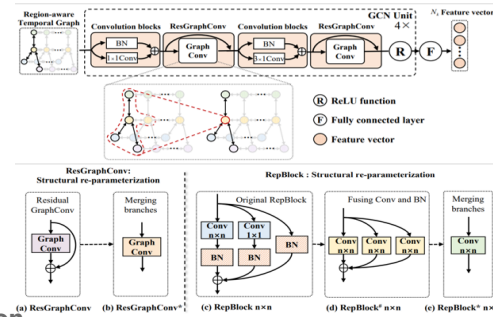 Region-aware
Temporal Graph
Convolution blocks
ResGraphConv
Convolution blocks
ResGraphConv
GCN Unit
4×
Feature vector
BN
1×1Conv
Graph
Conv
BN
3×1Conv
Graph
Conv
R
F
R ReLU function
F Fully connected layer
Feature vector
ResGraphConv:
Structural re-parameterization
RepBlock : Structural re-parameterization
Residual
GraphConv
Graph
Conv
Merging
branches
Graph
Conv
Original RepBlock
Conv
n×n
Conv
1×1
BN
BN
BN
Fusing Conv and BN
Conv
n×n
Conv
n×n
Conv
n×n
Merging
branches
Conv
n×n
(a) ResGraphConv
(b) ResGraphConv*
(c) RepBlock n×n
(d) RepBlock# n×n
(e) RepBlock* n×